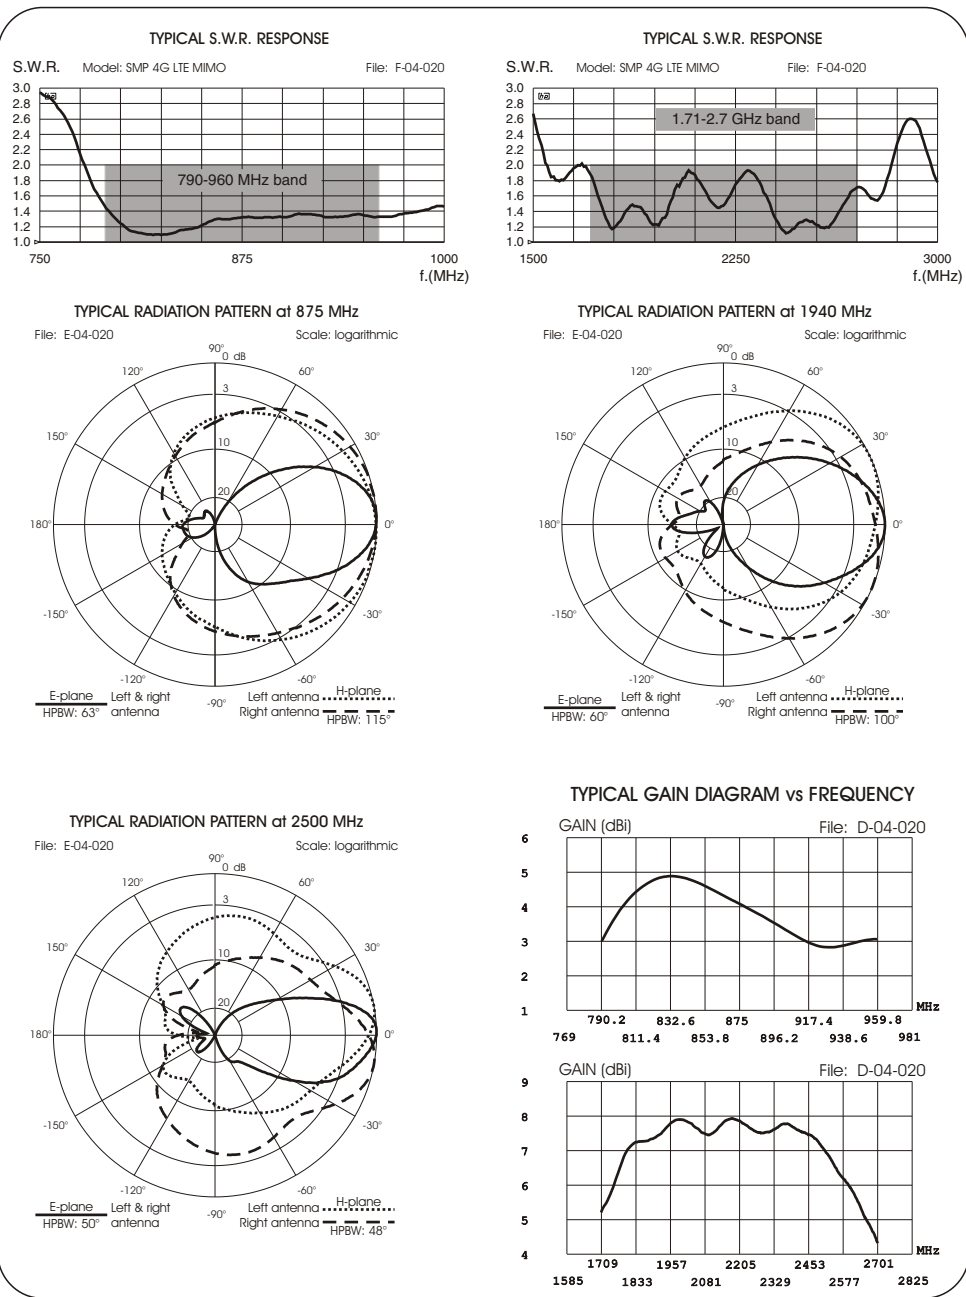 TYPICAL S.W.R. RESPONSE
S.W.R. Model: SMP 4G LTE MIMO File: F-04-020
3.0
2.8
2.6
2.4
2.2
2.0
1.8
1.6
1.4
1.2
1.0
790-960 MHz band
750 875 1000
f.(MHz)
TYPICAL S.W.R. RESPONSE
S.W.R. Model: SMP 4G LTE MIMO File: F-04-020
3.0
2.8
2.6
2.4
2.2
2.0
1.8
1.6
1.4
1.2
1.0
1.71-2.7 GHz band
1500 2250 3000
f.(MHz)
TYPICAL RADIATION PATTERN at 875 MHz
File: E-04-020 Scale: logarithmic
90°
0 dB
120° 60°
3
150° 30°
10
20
180° 0°
-150° -30°
-120° -60°
-90°
E-plane Left & right Left antenna H-plane
HPBW: 63° antenna Right antenna HPBW: 115°
TYPICAL RADIATION PATTERN at 1940 MHz
File: E-04-020 Scale: logarithmic
90°
0 dB
120° 60°
3
150° 30°
10
20
180° 0°
-150° -30°
-120° -60°
-90°
E-plane Left & right Left antenna H-plane
HPBW: 60° antenna Right antenna HPBW: 100°
TYPICAL RADIATION PATTERN at 2500 MHz
File: E-04-020 Scale: logarithmic
90°
0 dB
120° 60°
3
150° 30°
10
20
180° 0°
-150° -30°
-120° -60°
-90°
E-plane Left & right Left antenna H-plane
HPBW: 50° antenna Right antenna HPBW: 48°
TYPICAL GAIN DIAGRAM vs FREQUENCY
GAIN (dBi) File: D-04-020
6
5
4
3
2
1 MHz
790.2 832.6 875 917.4 959.8
769 811.4 853.8 896.2 938.6 981
GAIN (dBi) File: D-04-020
9
8
7
6
5
4 MHz
1709 1957 2205 2453 2701
1585 1833 2081 2329 2577 2825